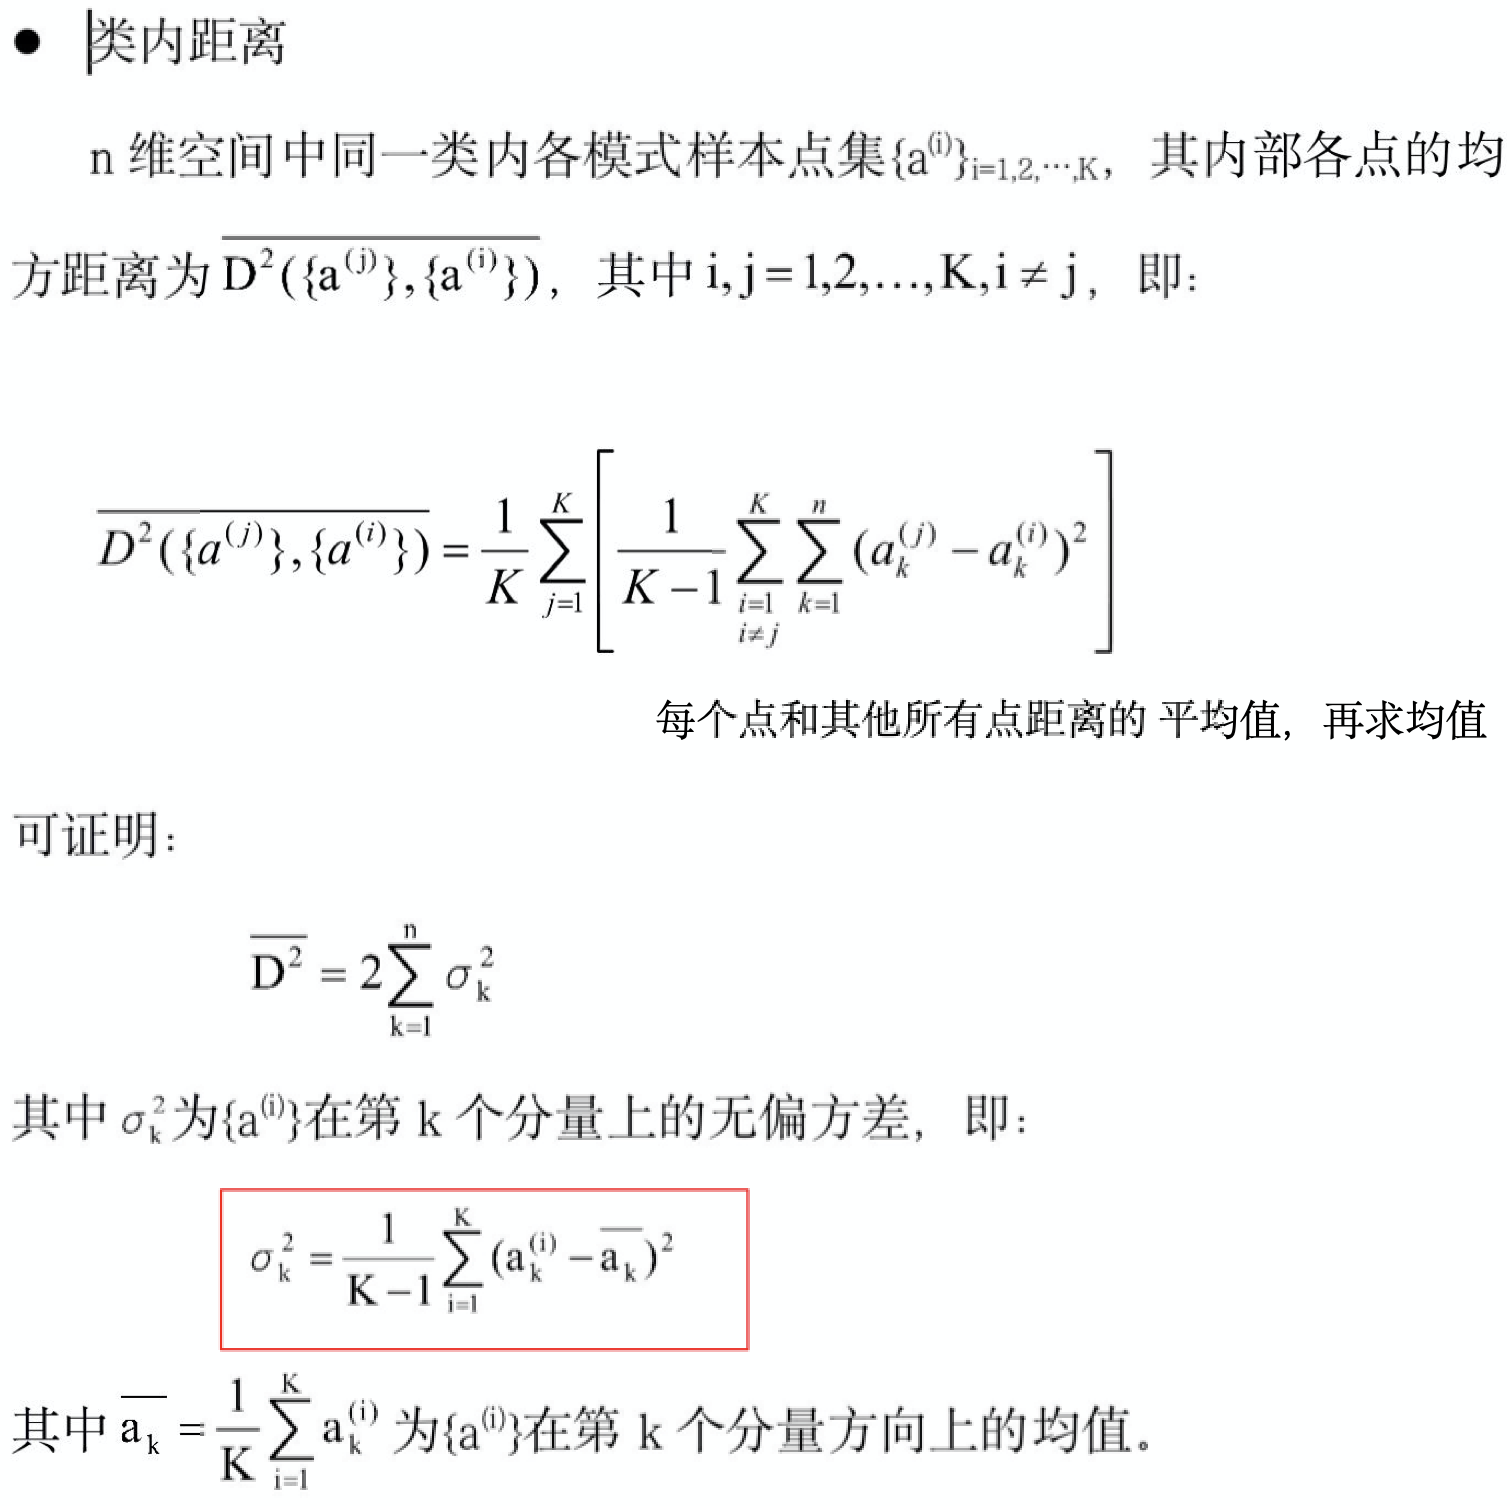 ● 类内距离
n 维空间中同一类内各模式样本点集{a⁽ⁱ⁾}ᵢ₌₁,₂,…,K，其内部各点的均
方距离为 \overline{D^2(\{a^{(j)}\},\{a^{(i)}\})}，其中 i, j = 1,2,…,K, i ≠ j，即：
\overline{D^2(\{a^{(j)}\},\{a^{(i)}\})} = \frac{1}{K}\sum_{j=1}^{K}\left[\frac{1}{K-1}\sum_{\substack{i=1\\i\neq j}}^{K}\sum_{k=1}^{n}(a_k^{(j)}-a_k^{(i)})^2\right]
每个点和其他所有点距离的 平均值，再求均值
可证明：
\overline{D^2} = 2\sum_{k=1}^{n}\sigma_k^2
其中 \sigma_k^2 为{a^{(i)}}在第 k 个分量上的无偏方差，即：
\sigma_k^2 = \frac{1}{K-1}\sum_{i=1}^{K}(a_k^{(i)}-\overline{a_k})^2
其中 \overline{a_k} = \frac{1}{K}\sum_{i=1}^{K}a_k^{(i)} 为{a^{(i)}}在第 k 个分量方向上的均值。